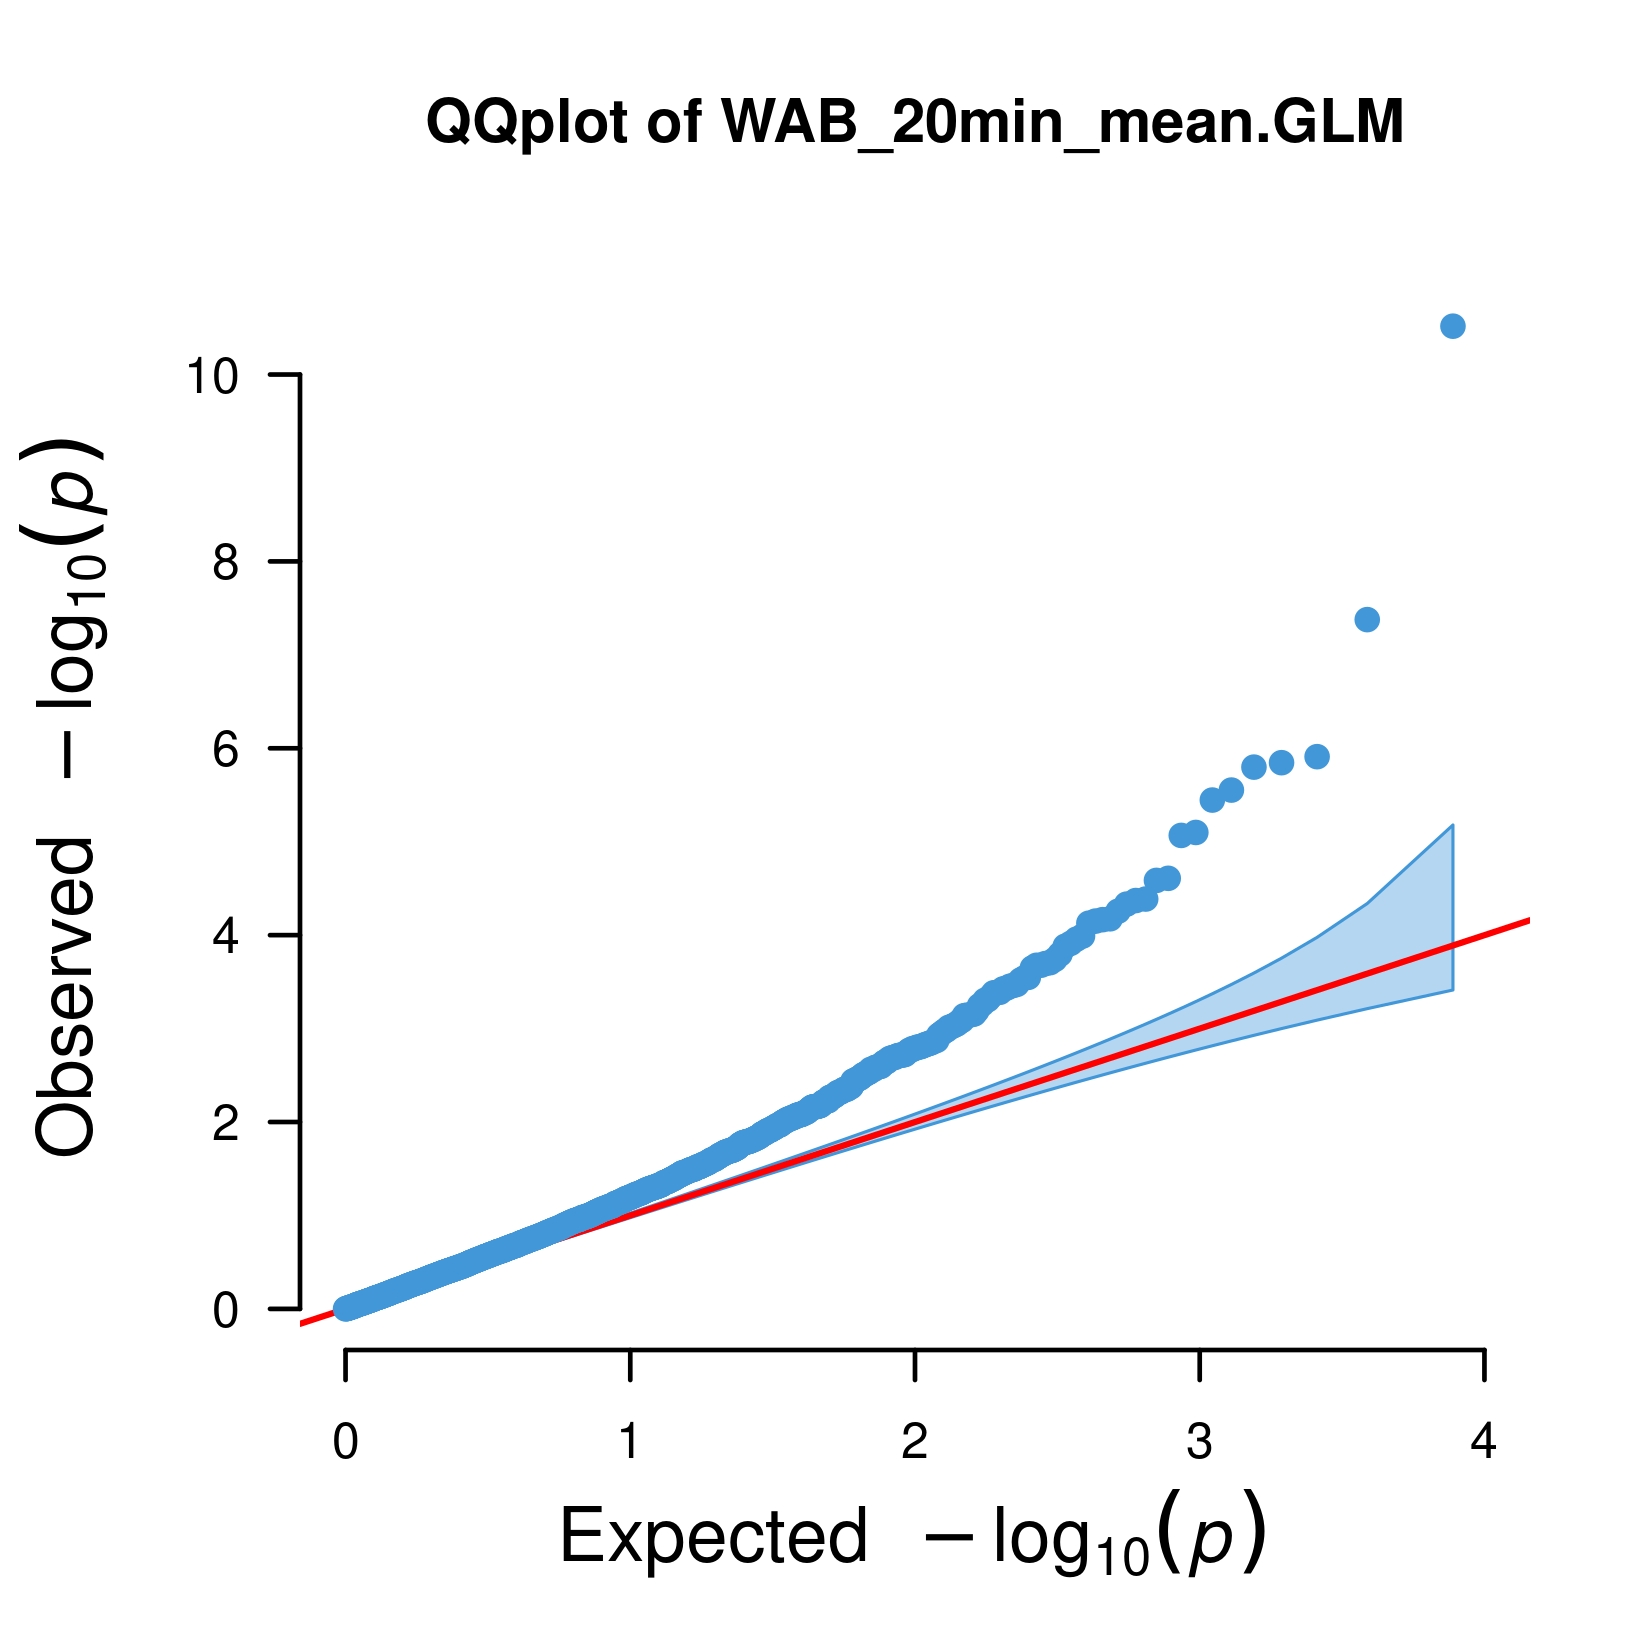 QQplot of WAB_20min_mean.GLM
Observed −log10(p)
10
8
6
4
2
0
0 1 2 3 4
Expected −log10(p)